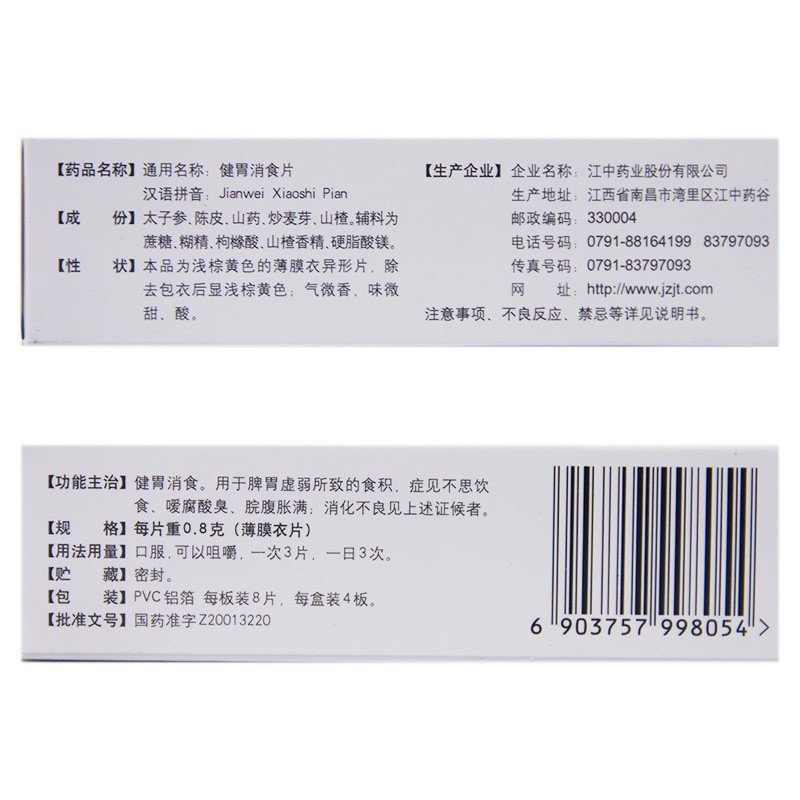 【药品名称】通用名称：健胃消食片
汉语拼音：Jianwei Xiaoshi Pian
【成　份】太子参、陈皮、山药、炒麦芽、山楂。辅料为
蔗糖、糊精、枸橼酸、山楂香精、硬脂酸镁。
【性　状】本品为浅棕黄色的薄膜衣异形片，除
去包衣后显浅棕黄色；气微香，味微
甜、酸。
【生产企业】企业名称：江中药业股份有限公司
生产地址：江西省南昌市湾里区江中药谷
邮政编码：330004
电话号码：0791-88164199 83797093
传真号码：0791-83797093
网　址：http://www.jzjt.com
注意事项、不良反应、禁忌等详见说明书。
【功能主治】健胃消食。用于脾胃虚弱所致的食积，症见不思饮
食、嗳腐酸臭、脘腹胀满；消化不良见上述证候者。
【规　格】每片重0.8克（薄膜衣片）
【用法用量】口服，可以咀嚼，一次3片，一日3次。
【贮　藏】密封。
【包　装】PVC铝箔 每板装8片，每盒装4板。
【批准文号】国药准字Z20013220
6 903757 998054 >